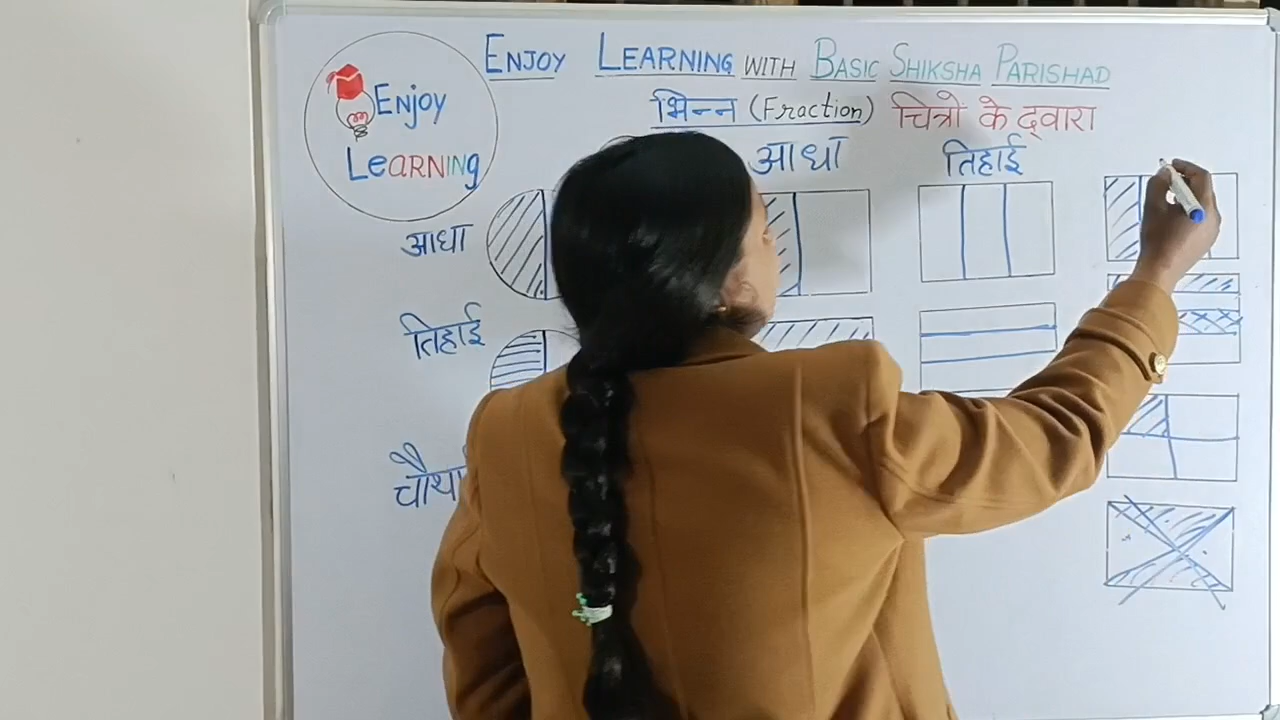 ENJOY LEARNING WITH BASIC SHIKSHA PARISHAD
Enjoy
LeARNINg
भिन्न (Fraction) चित्रों के द्वारा
आधा तिहाई
आधा
तिहाई